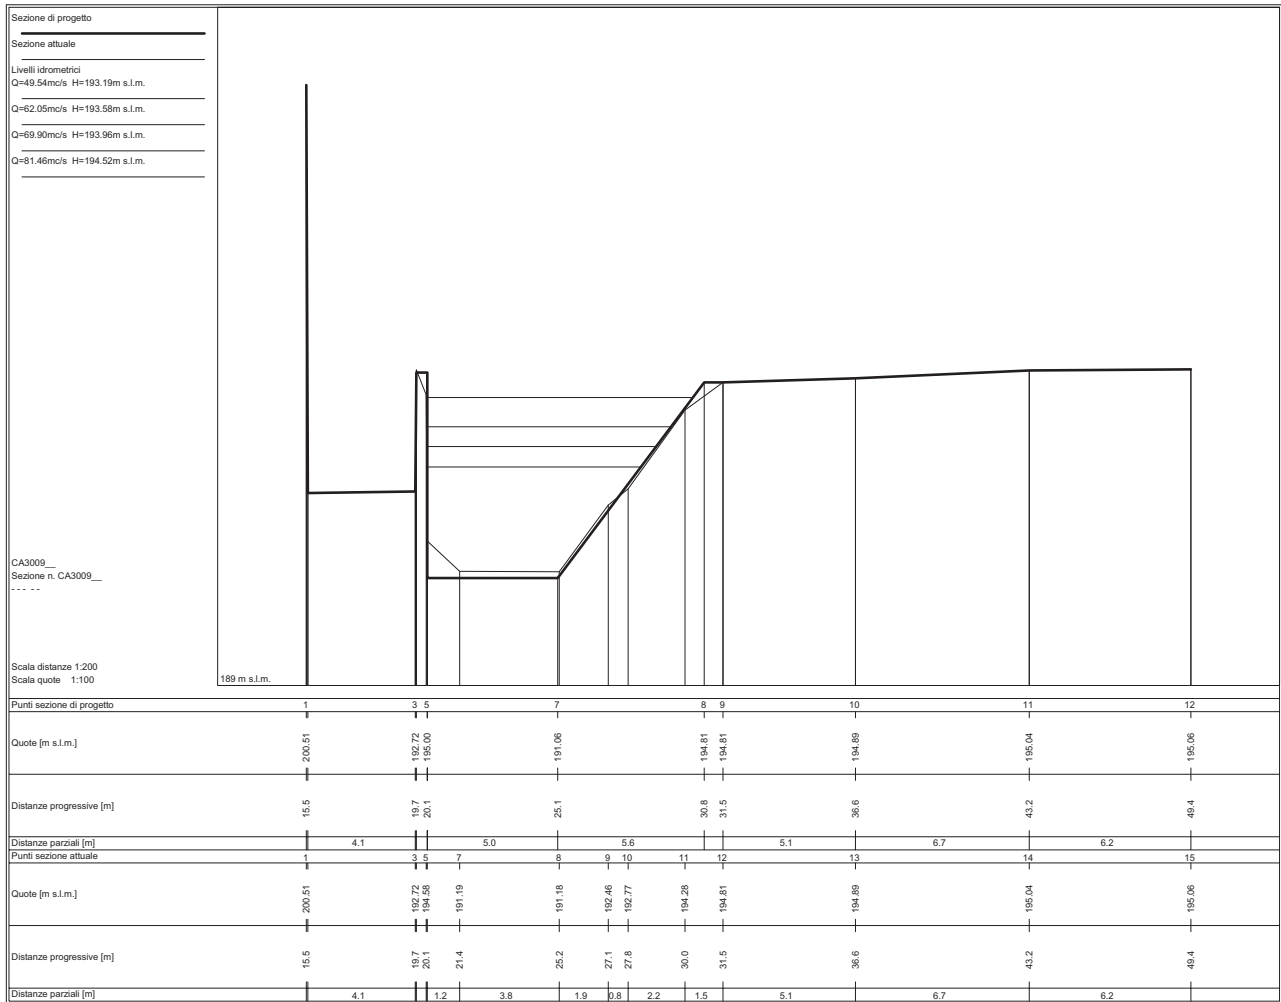 Sezione di progetto
Sezione attuale
Livelli idrometrici
Q=49.54mc/s H=193.19m s.l.m.
Q=62.05mc/s H=193.58m s.l.m.
Q=69.90mc/s H=193.96m s.l.m.
Q=81.46mc/s H=194.52m s.l.m.
CA3009__
Sezione n. CA3009__
--- --
Scala distanze 1:200
Scala quote 1:100
189 m s.l.m.
Punti sezione di progetto 1 3 5 7 8 9 10 11 12
Quote [m s.l.m.] 200.51 192.72 195.00 191.06 194.81 194.81 194.89 195.04 195.06
Distanze progressive [m] 15.5 19.7 20.1 25.1 30.8 31.5 36.6 43.2 49.4
Distanze parziali [m] 4.1 5.0 5.6 5.1 6.7 6.2
Punti sezione attuale 1 3 5 7 8 9 10 11 12 13 14 15
Quote [m s.l.m.] 200.51 192.72 194.58 191.19 191.18 192.46 192.77 194.28 194.81 194.89 195.04 195.06
Distanze progressive [m] 15.5 19.7 20.1 21.4 25.2 27.1 27.8 30.0 31.5 36.6 43.2 49.4
Distanze parziali [m] 4.1 1.2 3.8 1.9 0.8 2.2 1.5 5.1 6.7 6.2